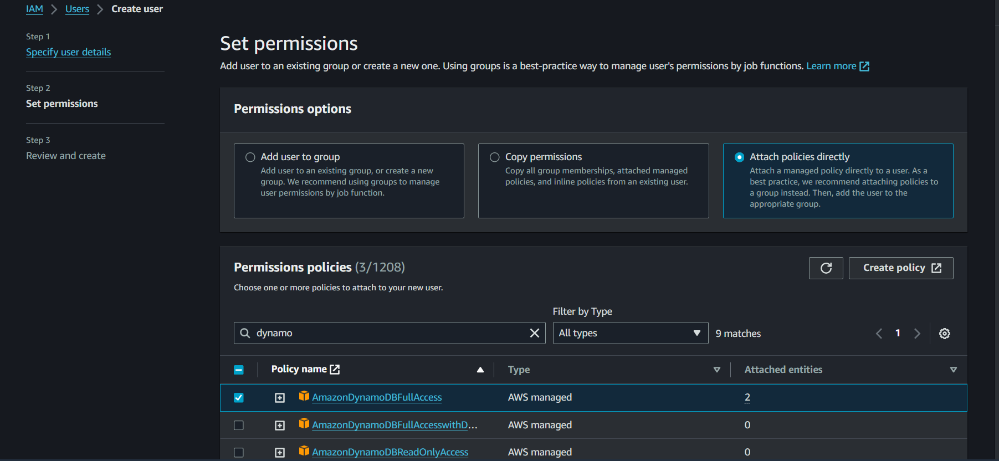 IAM > Users > Create user
Step 1
Specify user details
Step 2
Set permissions
Step 3
Review and create
Set permissions
Add user to an existing group or create a new one. Using groups is a best-practice way to manage user's permissions by job functions. Learn more
Permissions options
Add user to group
Add user to an existing group, or create a new
group. We recommend using groups to manage
user permissions by job function.
Copy permissions
Copy all group memberships, attached managed
policies, and inline policies from an existing user.
Attach policies directly
Attach a managed policy directly to a user. As a
best practice, we recommend attaching policies to
a group instead. Then, add the user to the
appropriate group.
Permissions policies (3/1208)
Create policy
Choose one or more policies to attach to your new user.
Filter by Type
dynamo
All types
9 matches
1
Policy name
Type
Attached entities
AmazonDynamoDBFullAccess
AWS managed
2
AmazonDynamoDBFullAccesswithD...
AWS managed
0
AmazonDynamoDBReadOnlyAccess
AWS managed
0